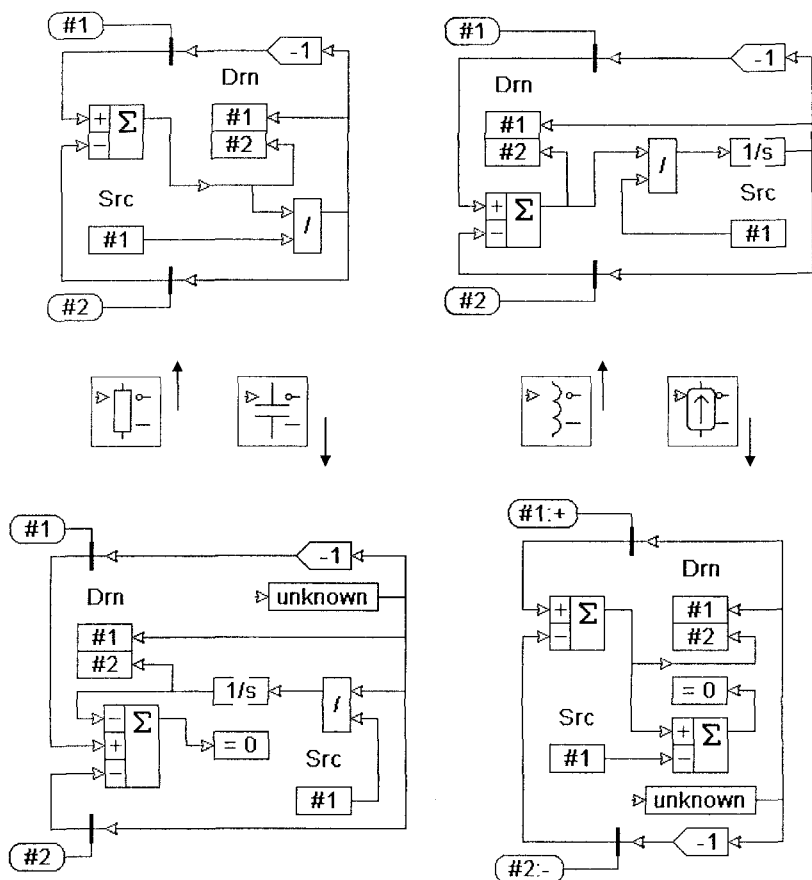 #1
-1
Drn
+ Σ
−
#1
#2
Src
#1
/
#2
#1
-1
Drn
#1
#2
/
1/s
+ Σ
−
Src
#1
#2
#1
-1
unknown
Drn
#1
#2
1/s
/
− Σ
+
−
= 0
Src
#1
#2
#1:+
Drn
+ Σ
−
#1
#2
= 0
Src
+ Σ
−
#1
unknown
-1
#2:-